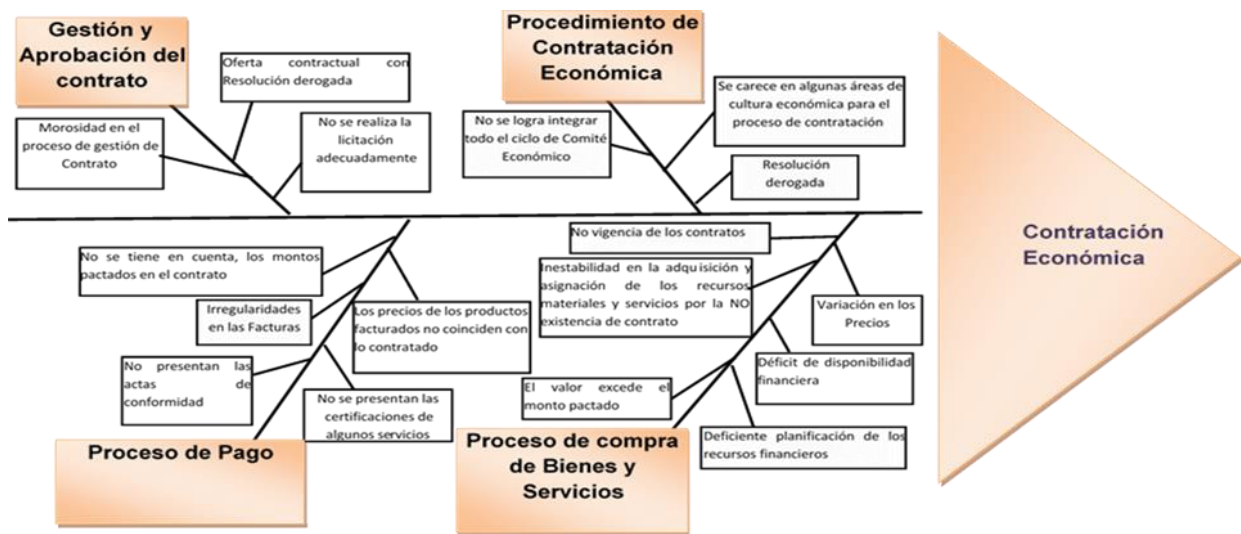 Gestión y
Aprobación del
contrato
Oferta contractual con
Resolución derogada
Morosidad en el
proceso de gestión de
Contrato
No se realiza la
licitación
adecuadamente
Procedimiento de
Contratación
Económica
No se logra integrar
todo el ciclo de Comité
Económico
Se carece en algunas áreas de
cultura económica para el
proceso de contratación
Resolución
derogada
Contratación
Económica
No se tiene en cuenta, los montos
pactados en el contrato
Irregularidades
en las Facturas
Los precios de los productos
facturados no coinciden con
lo contratado
No presentan las
actas de
conformidad
No se presentan las
certificaciones de
algunos servicios
Proceso de Pago
No vigencia de los contratos
Inestabilidad en la adquisición y
asignación de los recursos
materiales y servicios por la NO
existencia de contrato
Variación en los
Precios
Déficit de disponibilidad
financiera
El valor excede el
monto pactado
Deficiente planificación de los
recursos financieros
Proceso de compra
de Bienes y
Servicios